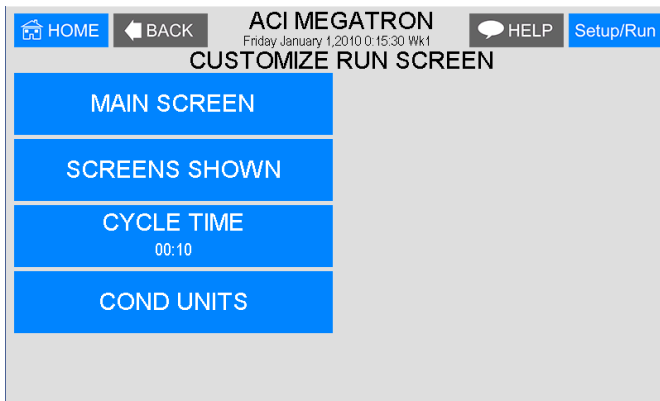 HOME
BACK
ACI MEGATRON
Friday January 1,2010 0:15:30 Wk1
HELP
Setup/Run
CUSTOMIZE RUN SCREEN
MAIN SCREEN
SCREENS SHOWN
CYCLE TIME
00:10
COND UNITS